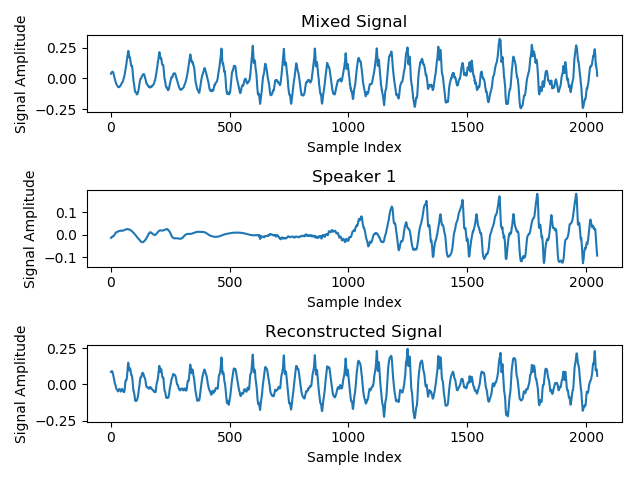 Mixed Signal
Signal Amplitude
0.25
0.00
−0.25
0
500
1000
1500
2000
Sample Index
Speaker 1
Signal Amplitude
0.1
0.0
−0.1
0
500
1000
1500
2000
Sample Index
Reconstructed Signal
Signal Amplitude
0.25
0.00
−0.25
0
500
1000
1500
2000
Sample Index